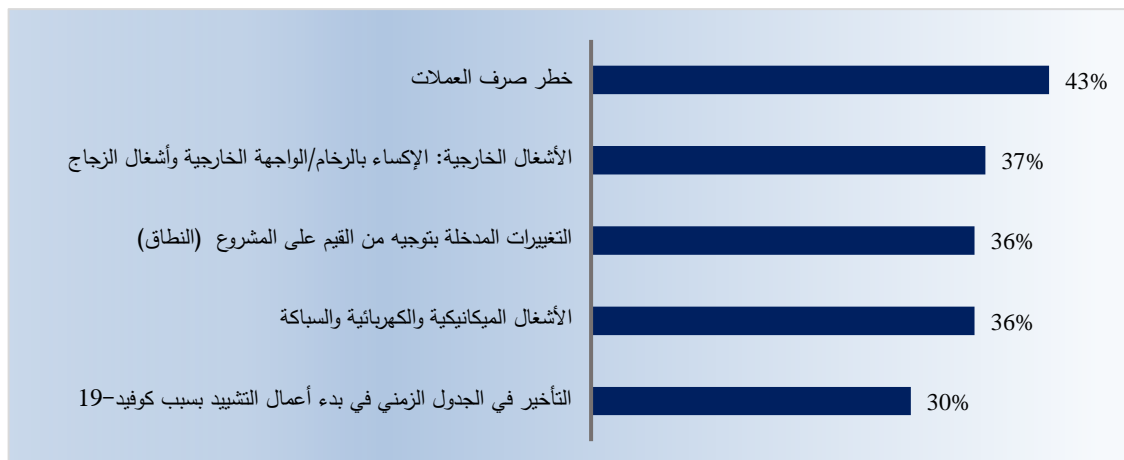 خطر صرف العملات 43%
الأشغال الخارجية: الإكساء بالرخام/الواجهة الخارجية وأشغال الزجاج 37%
التغييرات المدخلة بتوجيه من القيم على المشروع (النطاق) 36%
الأشغال الميكانيكية والكهربائية والسباكة 36%
التأخير في الجدول الزمني في بدء أعمال التشييد بسبب كوفيد-19 30%